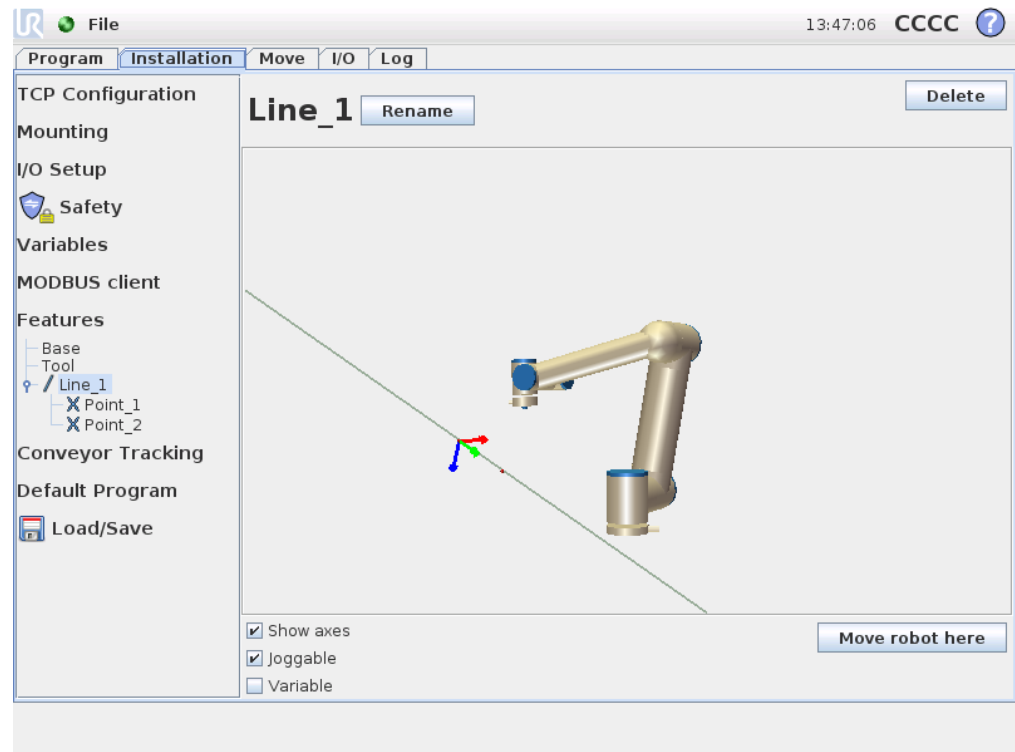 UR File 13:47:06 CCCC ?
Program Installation Move I/O Log
TCP Configuration
Mounting
I/O Setup
Safety
Variables
MODBUS client
Features
Base
Tool
Line_1
Point_1
Point_2
Conveyor Tracking
Default Program
Load/Save
Line_1 Rename Delete
Show axes
Joggable
Variable
Move robot here